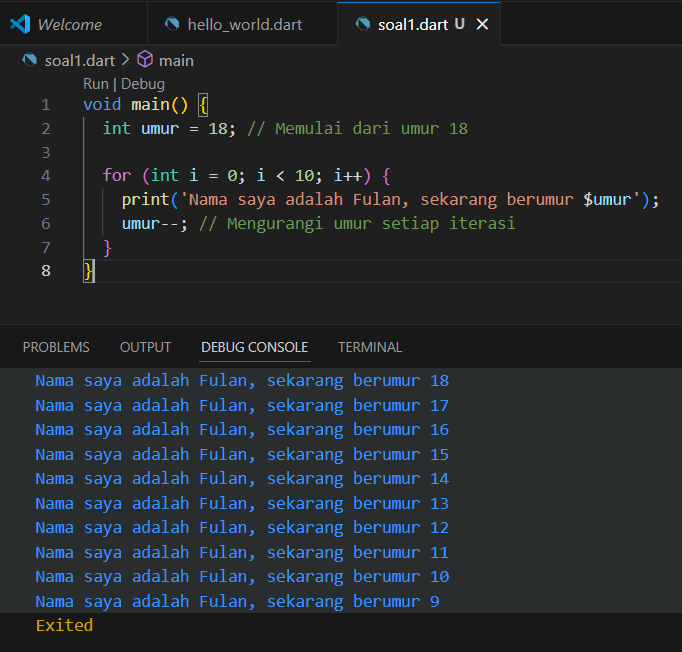 Welcome hello_world.dart soal1.dart U
soal1.dart > main
Run | Debug
1 void main() {
2 int umur = 18; // Memulai dari umur 18
3
4 for (int i = 0; i < 10; i++) {
5 print('Nama saya adalah Fulan, sekarang berumur $umur');
6 umur--; // Mengurangi umur setiap iterasi
7 }
8 }
PROBLEMS OUTPUT DEBUG CONSOLE TERMINAL
Nama saya adalah Fulan, sekarang berumur 18
Nama saya adalah Fulan, sekarang berumur 17
Nama saya adalah Fulan, sekarang berumur 16
Nama saya adalah Fulan, sekarang berumur 15
Nama saya adalah Fulan, sekarang berumur 14
Nama saya adalah Fulan, sekarang berumur 13
Nama saya adalah Fulan, sekarang berumur 12
Nama saya adalah Fulan, sekarang berumur 11
Nama saya adalah Fulan, sekarang berumur 10
Nama saya adalah Fulan, sekarang berumur 9
Exited